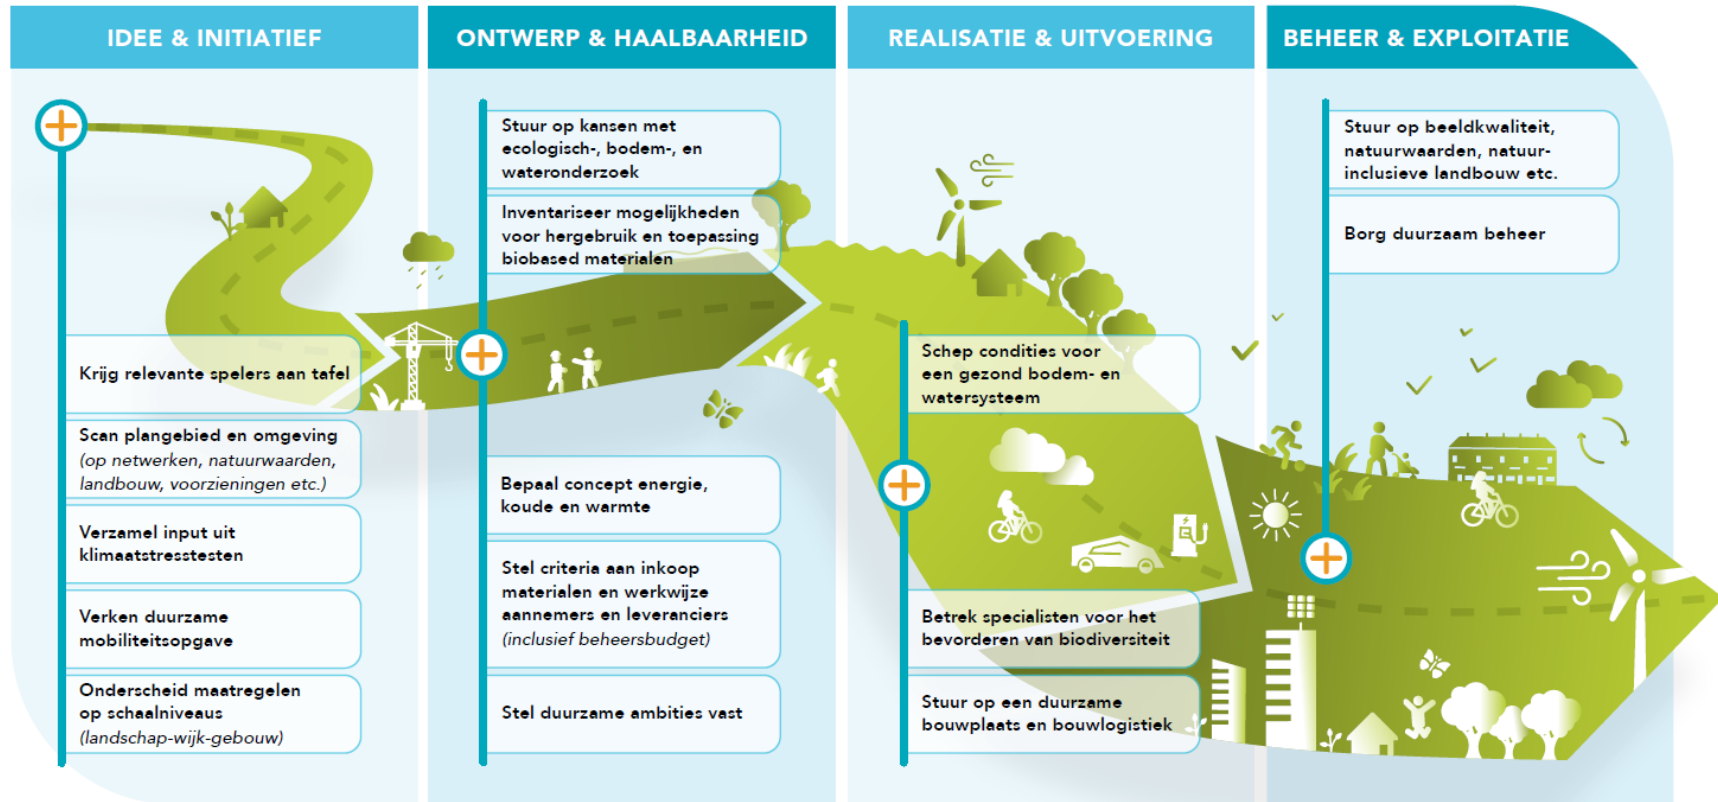 IDEE & INITIATIEF
Krijg relevante spelers aan tafel
Scan plangebied en omgeving
(op netwerken, natuurwaarden,
landbouw, voorzieningen etc.)
Verzamel input uit
klimaatstresstesten
Verken duurzame
mobiliteitsopgave
Onderscheid maatregelen
op schaalniveaus
(landschap-wijk-gebouw)
ONTWERP & HAALBAARHEID
Stuur op kansen met
ecologisch-, bodem-, en
wateronderzoek
Inventariseer mogelijkheden
voor hergebruik en toepassing
biobased materialen
Bepaal concept energie,
koude en warmte
Stel criteria aan inkoop
materialen en werkwijze
aannemers en leveranciers
(inclusief beheersbudget)
Stel duurzame ambities vast
REALISATIE & UITVOERING
Schep condities voor
een gezond bodem- en
watersysteem
Betrek specialisten voor het
bevorderen van biodiversiteit
Stuur op een duurzame
bouwplaats en bouwlogistiek
BEHEER & EXPLOITATIE
Stuur op beeldkwaliteit,
natuurwaarden, natuur-
inclusieve landbouw etc.
Borg duurzaam beheer